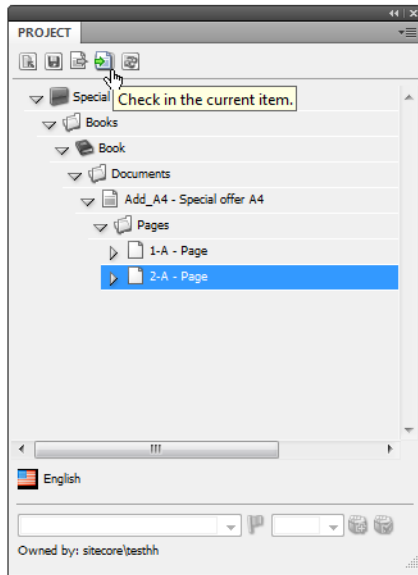 PROJECT
Special
Check in the current item.
Books
Book
Documents
Add_A4 - Special offer A4
Pages
1-A - Page
2-A - Page
English
Owned by: sitecore\testhh